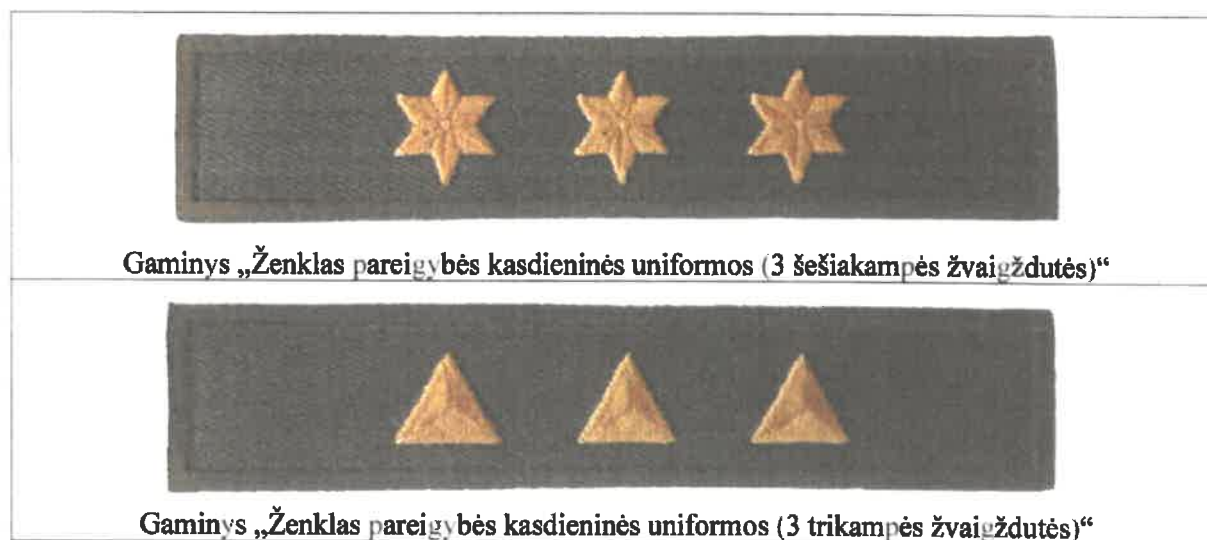 Gaminys „Ženklas pareigybės kasdieninės uniformos (3 šešiakampės žvaigždutės)“
Gaminys „Ženklas pareigybės kasdieninės uniformos (3 trikampės žvaigždutės)“